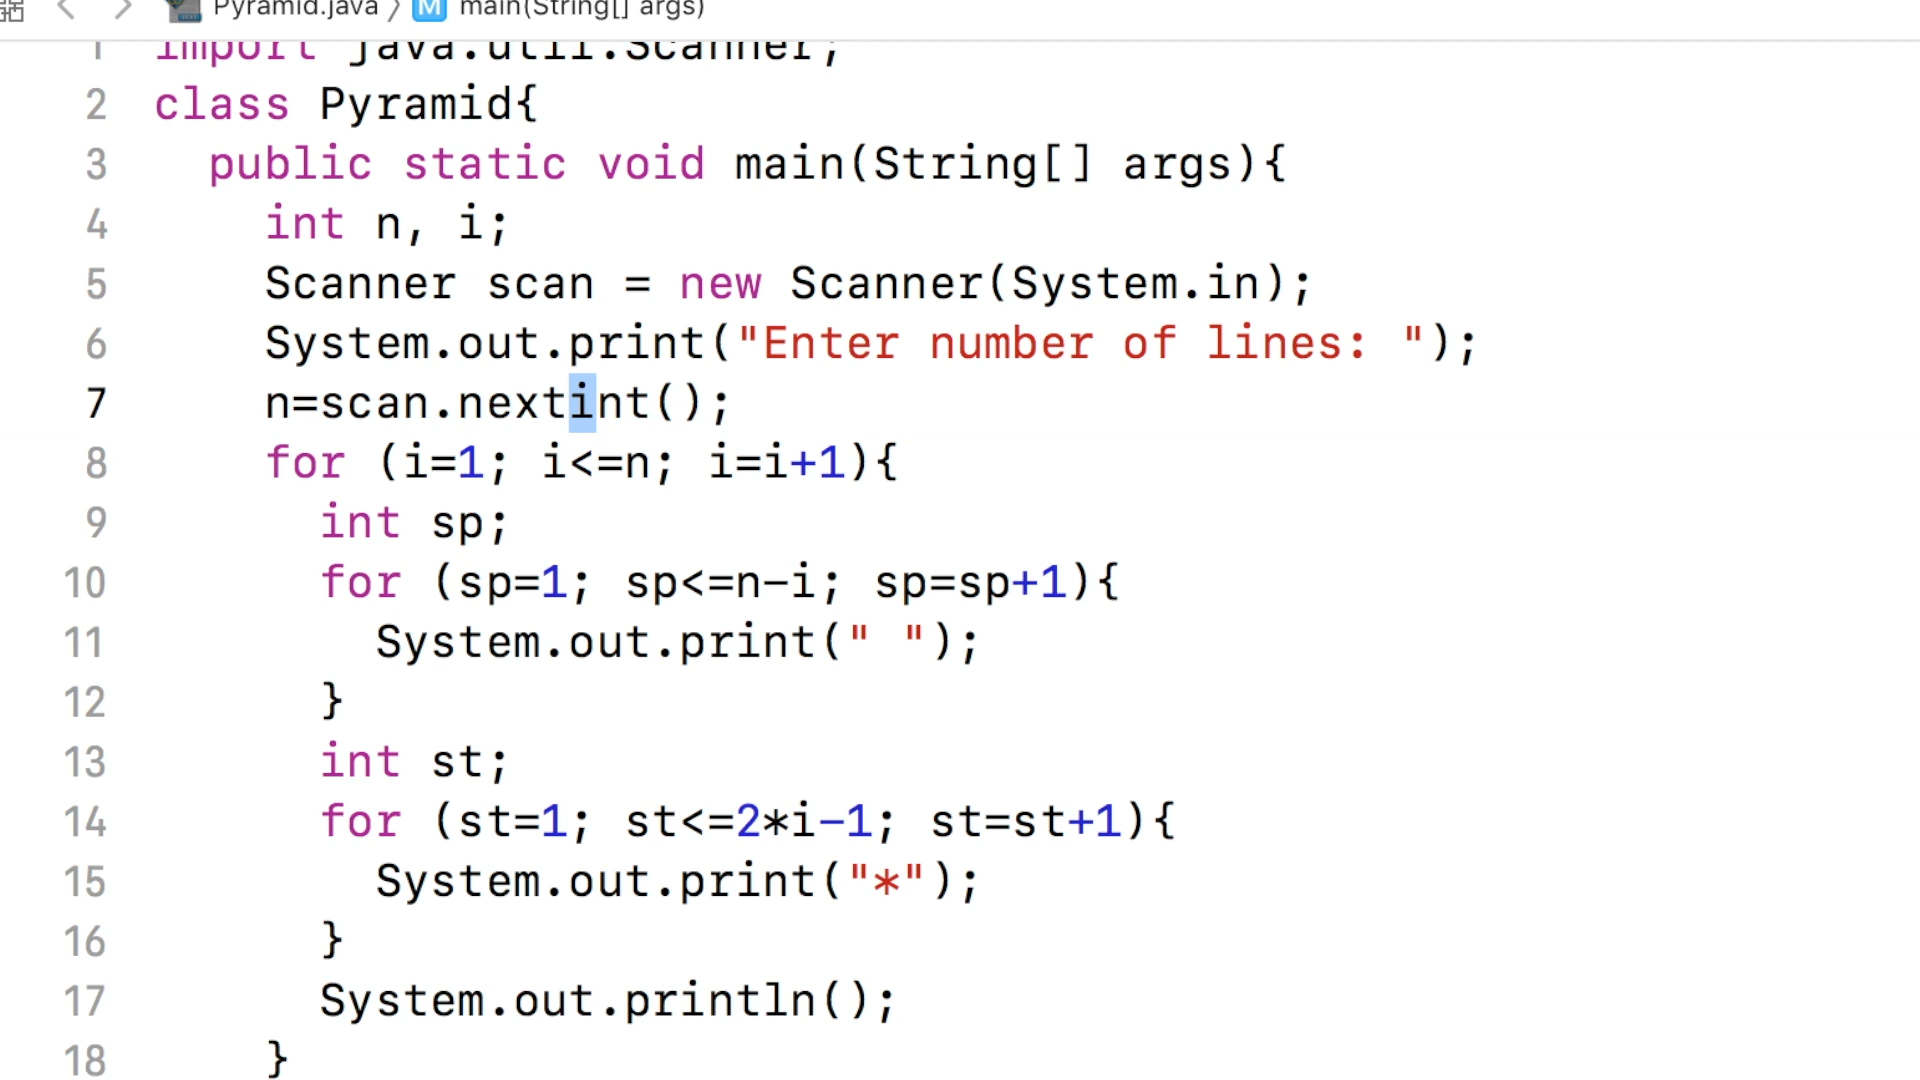 Pyramid.java 〉 M main(String[] args)
1 import java.util.Scanner;
2 class Pyramid{
3 public static void main(String[] args){
4 int n, i;
5 Scanner scan = new Scanner(System.in);
6 System.out.print("Enter number of lines: ");
7 n=scan.nextint();
8 for (i=1; i<=n; i=i+1){
9 int sp;
10 for (sp=1; sp<=n-i; sp=sp+1){
11 System.out.print(" ");
12 }
13 int st;
14 for (st=1; st<=2*i-1; st=st+1){
15 System.out.print("*");
16 }
17 System.out.println();
18 }